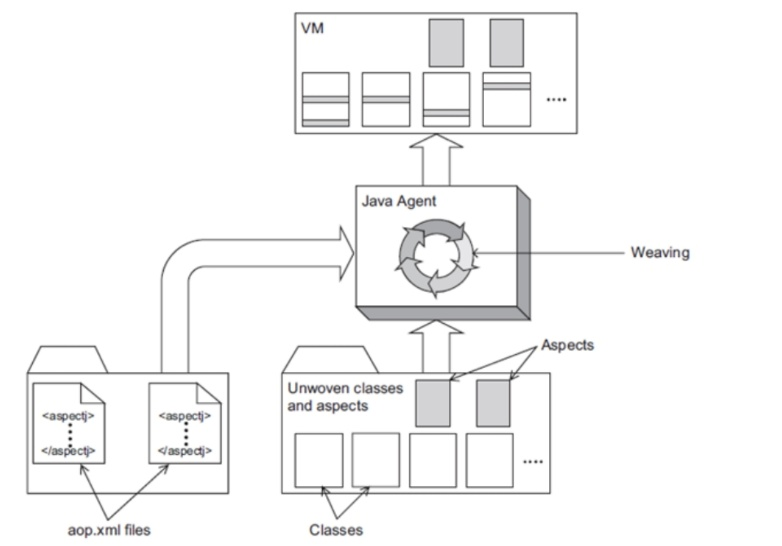 VM
....
Java Agent
Weaving
Aspects
Unwoven classes
and aspects
<aspectj>
</aspectj>
<aspectj>
</aspectj>
....
aop.xml files
Classes